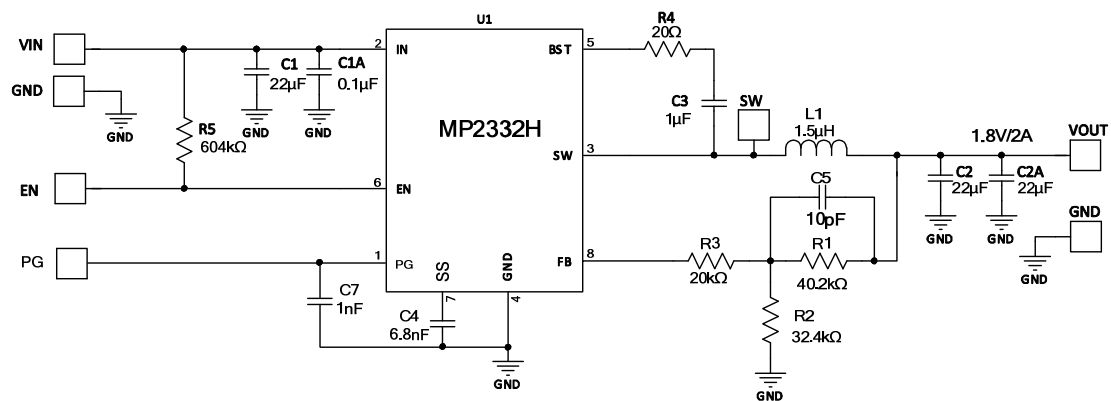 U1
MP2332H
VIN
GND
GND
R5
604kΩ
C1
22µF
GND
C1A
0.1µF
GND
2
IN
EN
6
EN
PG
1
PG
C7
1nF
SS
7
C4
6.8nF
GND
4
GND
BST
5
R4
20Ω
C3
1µF
SW
SW
3
L1
1.5µH
1.8V/2A
VOUT
C2
22µF
GND
C2A
22µF
GND
GND
GND
C5
10pF
FB
8
R3
20kΩ
R1
40.2kΩ
R2
32.4kΩ
GND